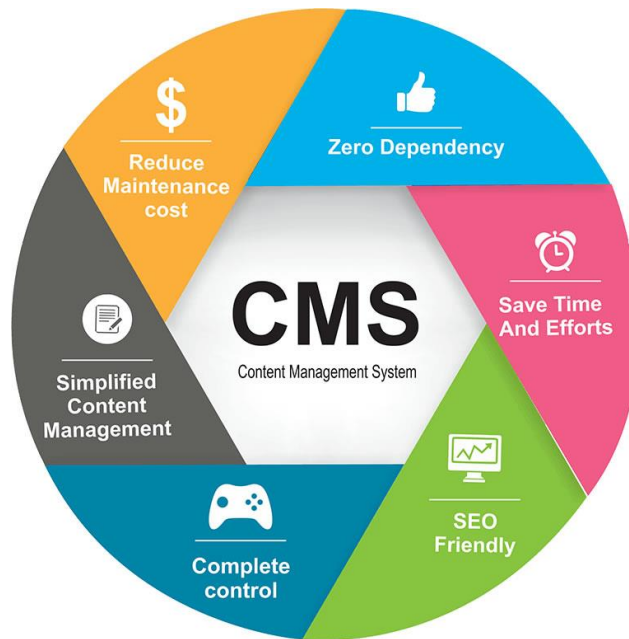 $
Reduce
Maintenance
cost
Zero Dependency
Save Time
And Efforts
SEO
Friendly
Complete
control
Simplified
Content
Management
CMS
Content Management System